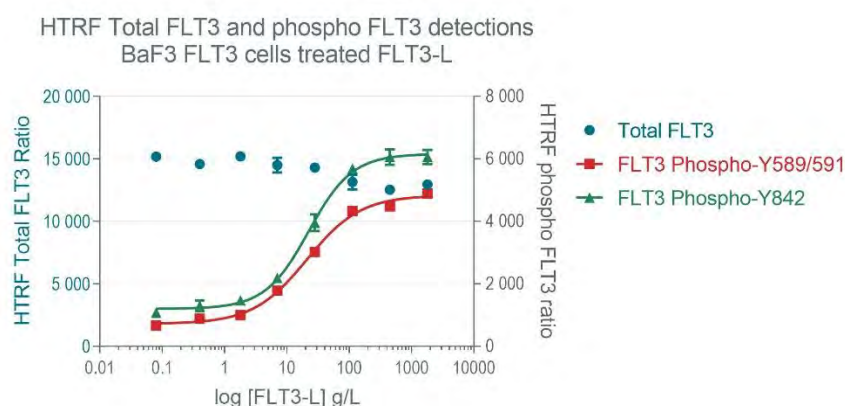 HTRF Total FLT3 and phospho FLT3 detections
BaF3 FLT3 cells treated FLT3-L
HTRF Total FLT3 Ratio
20 000
15 000
10 000
5 000
0
8 000
6 000
4 000
2 000
0
HTRF phospho FLT3 ratio
0.01
0.1
1
10
100
1000
10000
log [FLT3-L] g/L
Total FLT3
FLT3 Phospho-Y589/591
FLT3 Phospho-Y842